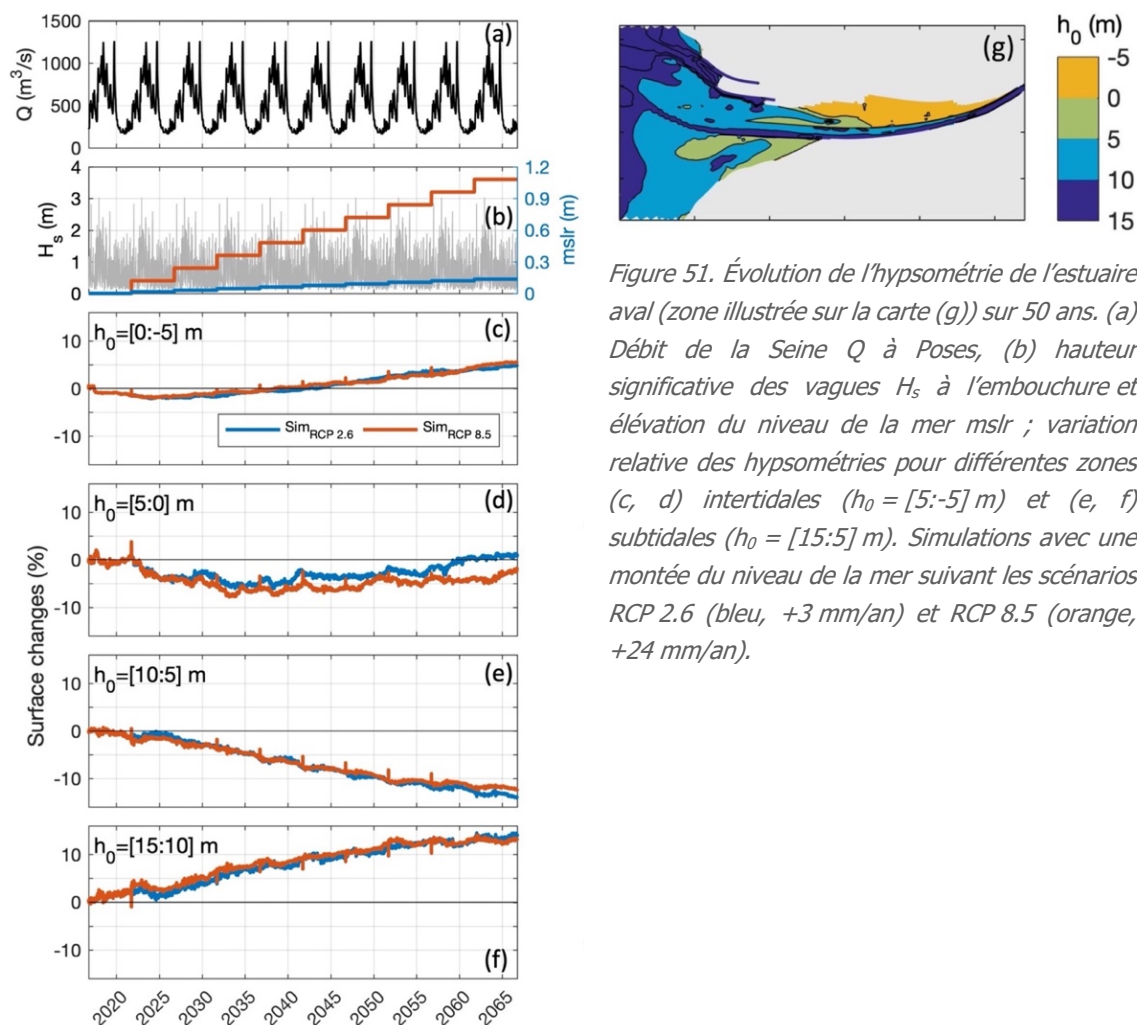 1500
1000
500
0
Q (m³/s)
(a)
4
3
2
1
0
Hₛ (m)
1.2
0.9
0.6
0.3
0
mslr (m)
(b)
h₀=[0:-5] m
(c)
10
0
-10
Sim RCP 2.6
Sim RCP 8.5
h₀=[5:0] m
(d)
10
0
-10
Surface changes (%)
h₀=[10:5] m
(e)
10
0
-10
h₀=[15:10] m
10
0
-10
(f)
2020
2025
2030
2035
2040
2045
2050
2055
2060
2065
(g)
h₀ (m)
-5
0
5
10
15
Figure 51. Évolution de l'hypsométrie de l'estuaire
aval (zone illustrée sur la carte (g)) sur 50 ans. (a)
Débit de la Seine Q à Poses, (b) hauteur
significative des vagues Hₛ à l'embouchure et
élévation du niveau de la mer mslr ; variation
relative des hypsométries pour différentes zones
(c, d) intertidales (h₀ = [5:-5] m) et (e, f)
subtidales (h₀ = [15:5] m). Simulations avec une
montée du niveau de la mer suivant les scénarios
RCP 2.6 (bleu, +3 mm/an) et RCP 8.5 (orange,
+24 mm/an).